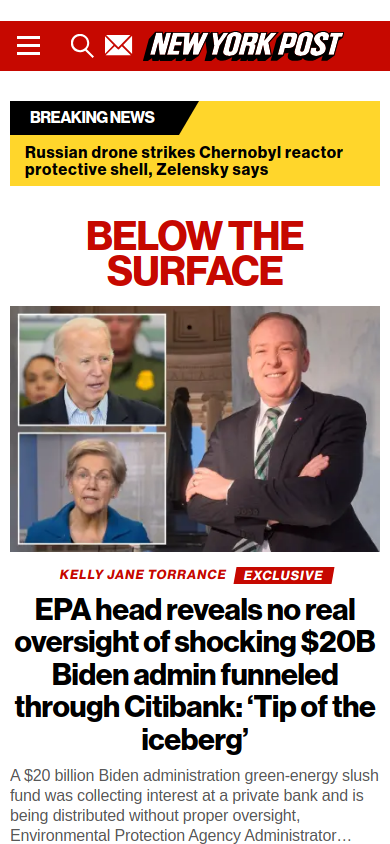 NEW YORK POST
BREAKING NEWS
Russian drone strikes Chernobyl reactor
protective shell, Zelensky says
BELOW THE
SURFACE
KELLY JANE TORRANCE EXCLUSIVE
EPA head reveals no real
oversight of shocking $20B
Biden admin funneled
through Citibank: ‘Tip of the
iceberg’
A $20 billion Biden administration green-energy slush
fund was collecting interest at a private bank and is
being distributed without proper oversight,
Environmental Protection Agency Administrator…